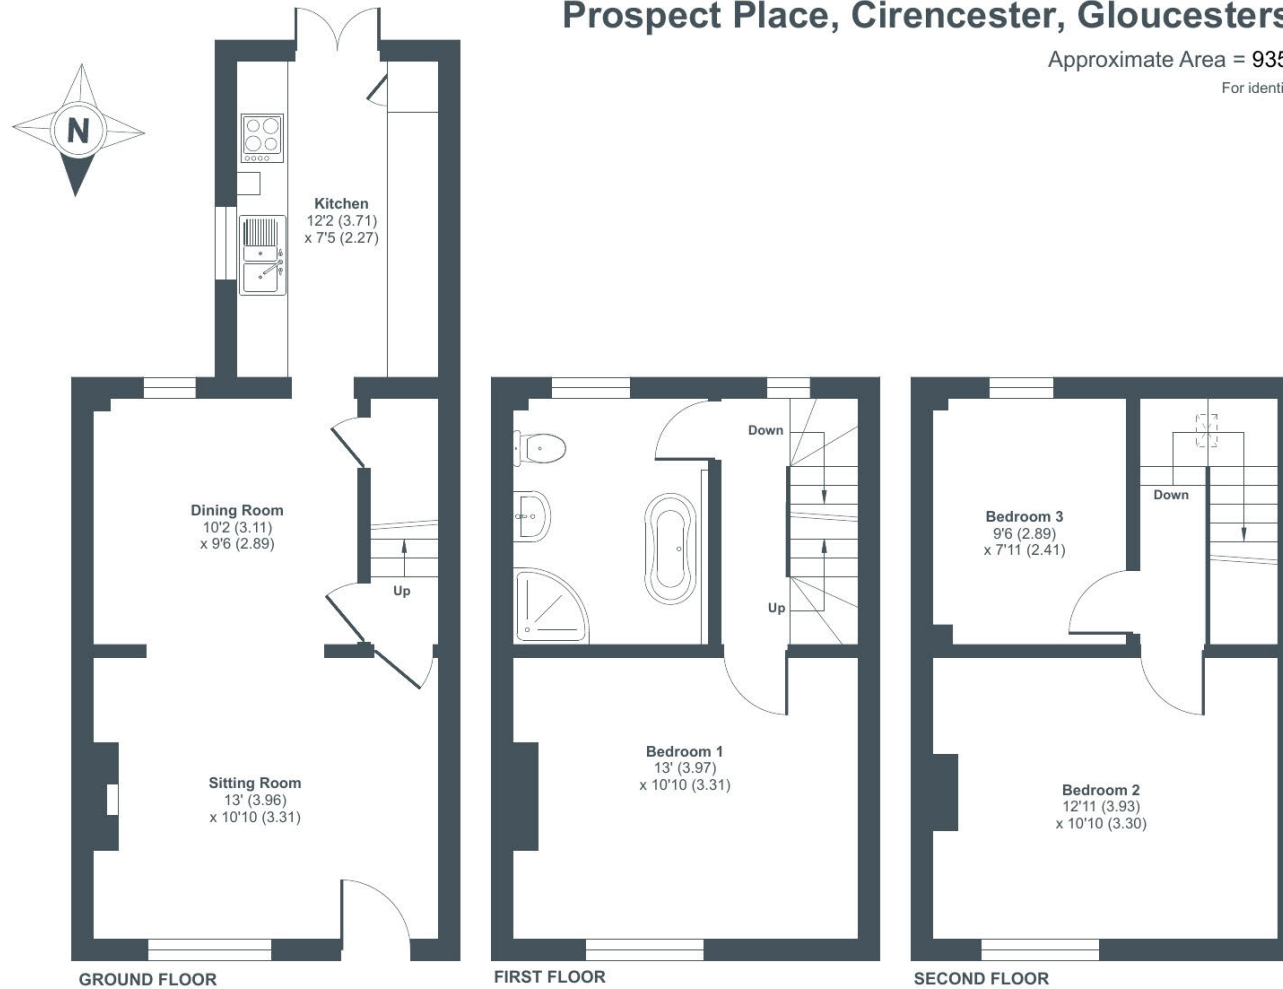 Prospect Place, Cirencester, Gloucesters
Approximate Area = 935
For identi
N
Kitchen
12'2 (3.71)
x 7'5 (2.27)
Dining Room
10'2 (3.11)
x 9'6 (2.89)
Up
Sitting Room
13' (3.96)
x 10'10 (3.31)
GROUND FLOOR
Down
Up
Bedroom 1
13' (3.97)
x 10'10 (3.31)
FIRST FLOOR
Down
Bedroom 3
9'6 (2.89)
x 7'11 (2.41)
Bedroom 2
12'11 (3.93)
x 10'10 (3.30)
SECOND FLOOR